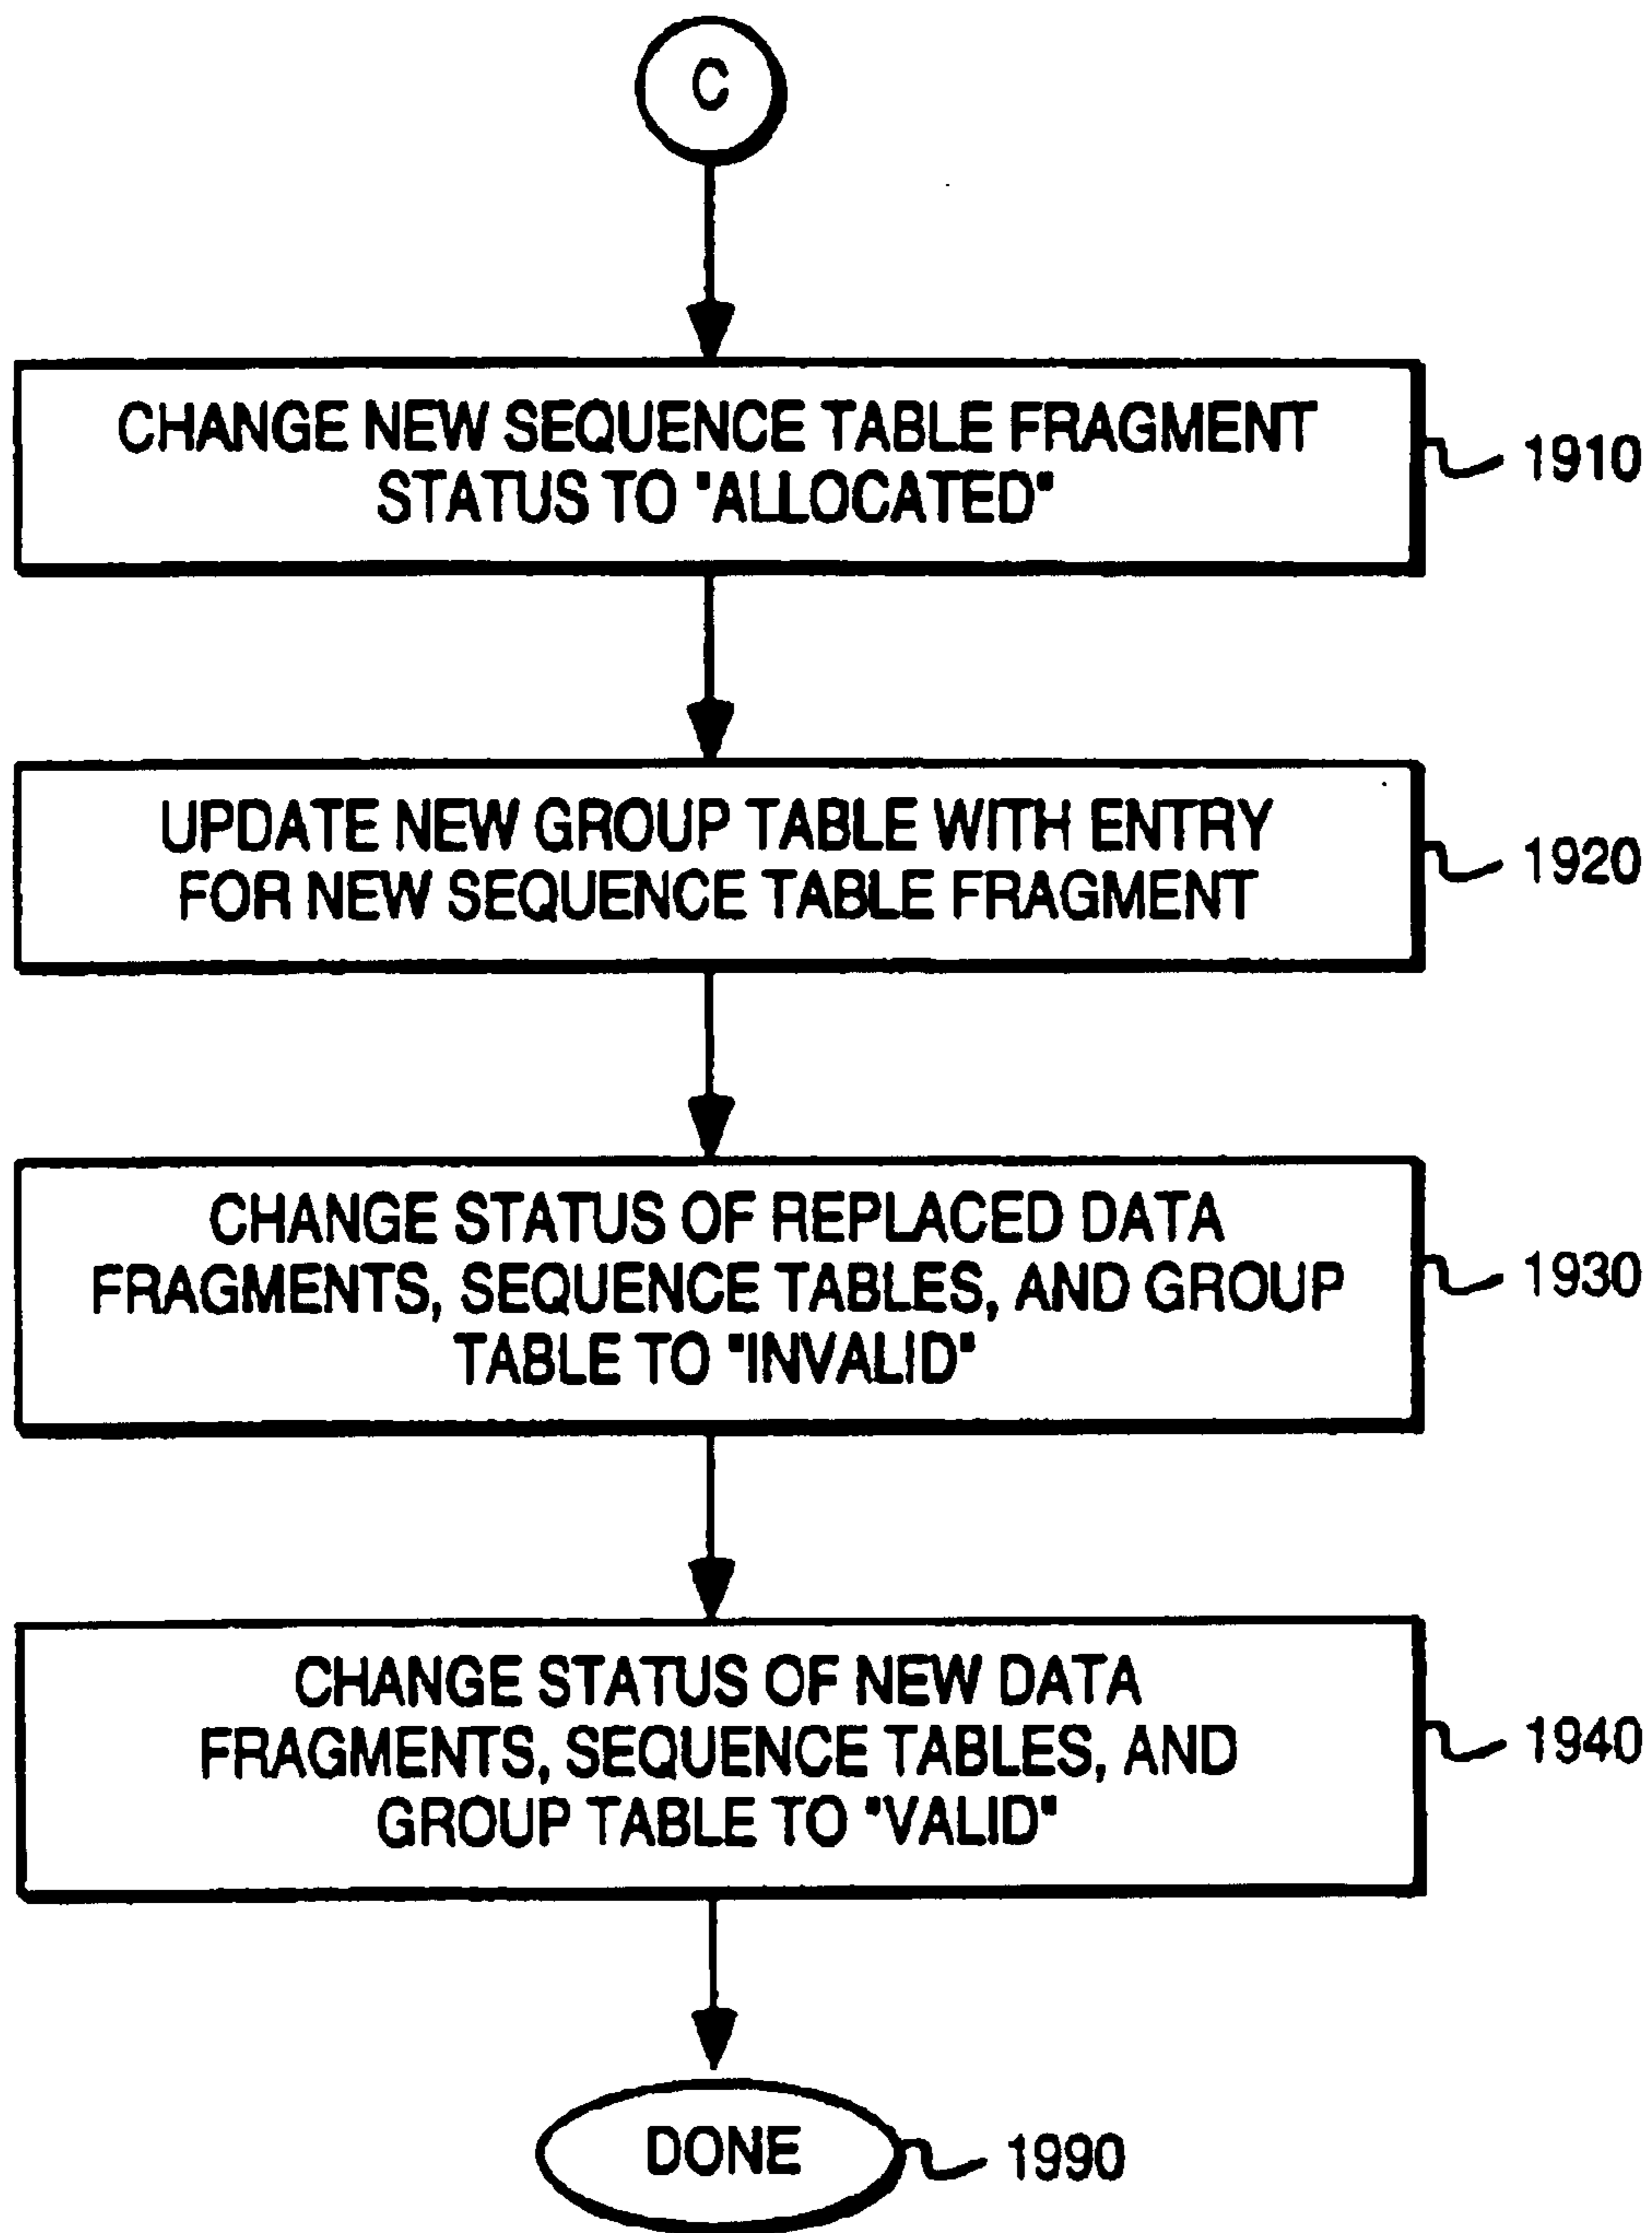 C
CHANGE NEW SEQUENCE TABLE FRAGMENT
STATUS TO "ALLOCATED"
1910
UPDATE NEW GROUP TABLE WITH ENTRY
FOR NEW SEQUENCE TABLE FRAGMENT
1920
CHANGE STATUS OF REPLACED DATA
FRAGMENTS, SEQUENCE TABLES, AND GROUP
TABLE TO "INVALID"
1930
CHANGE STATUS OF NEW DATA
FRAGMENTS, SEQUENCE TABLES, AND
GROUP TABLE TO "VALID"
1940
DONE
1990